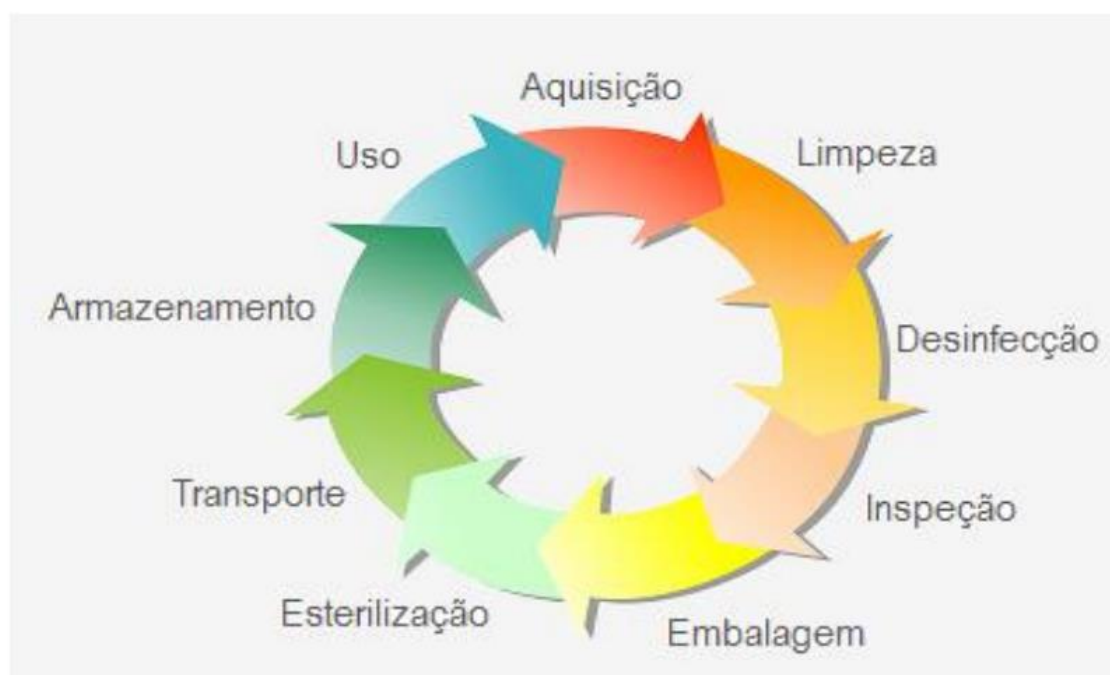 Aquisição
Limpeza
Desinfecção
Inspeção
Embalagem
Esterilização
Transporte
Armazenamento
Uso